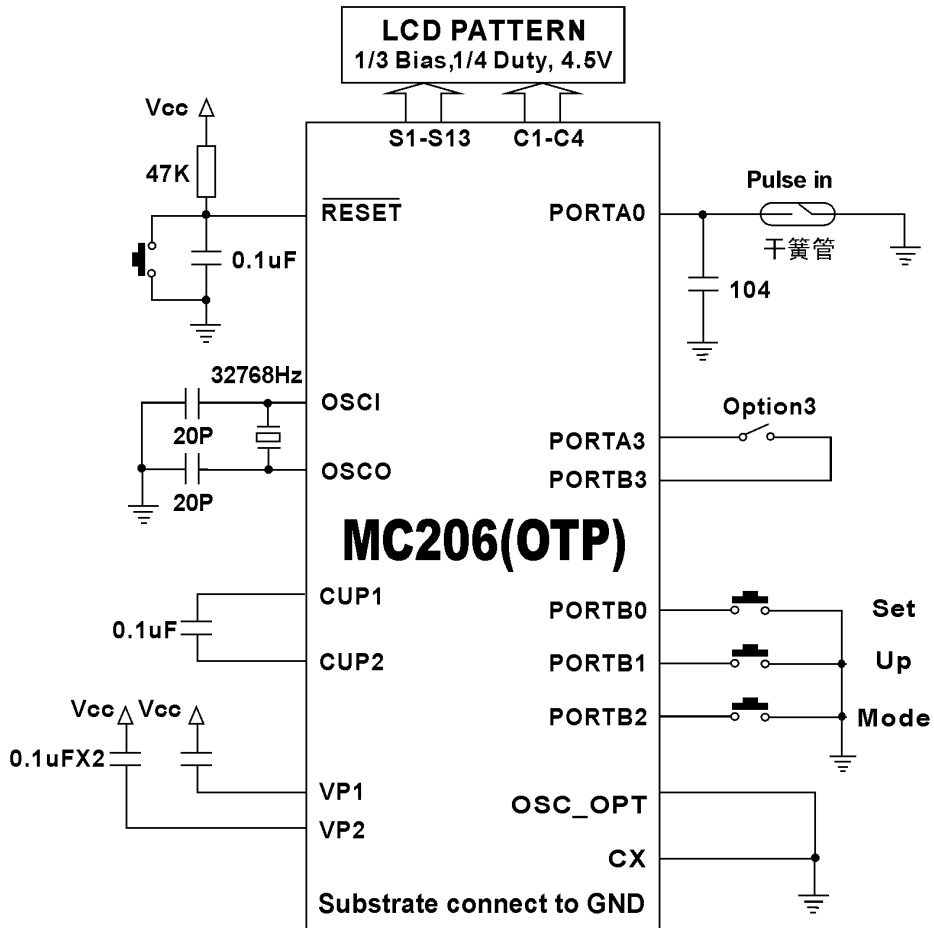 LCD PATTERN
1/3 Bias,1/4 Duty, 4.5V
S1-S13
C1-C4
Vcc
47K
0.1uF
RESET
PORTA0
Pulse in
干簧管
104
32768Hz
OSCI
20P
OSCO
20P
Option3
PORTA3
PORTB3
MC206(OTP)
CUP1
0.1uF
CUP2
PORTB0
Set
PORTB1
Up
PORTB2
Mode
Vcc
Vcc
0.1uFX2
VP1
VP2
OSC_OPT
CX
Substrate connect to GND